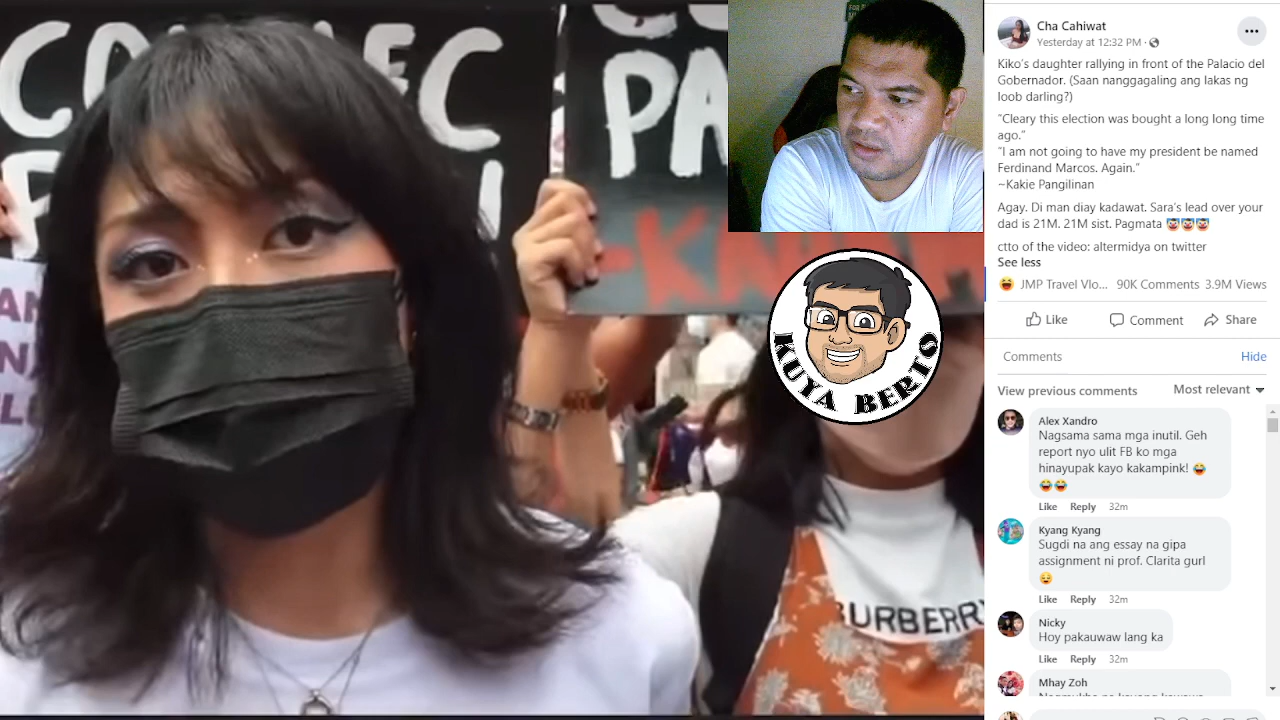 COMELEC
PA
BURBERRY
KUYA BERTO
Cha Cahiwat
Yesterday at 12:32 PM ·
Kiko's daughter rallying in front of the Palacio del
Gobernador. (Saan nanggagaling ang lakas ng
loob darling?)
"Cleary this election was bought a long long time
ago."
"I am not going to have my president be named
Ferdinand Marcos. Again."
~Kakie Pangilinan
Agay. Di man diay kadawat. Sara's lead over your
dad is 21M. 21M sist. Pagmata 🤡🤡🤡
ctto of the video: altermidya on twitter
See less
😆 JMP Travel Vlo... 90K Comments 3.9M Views
Like Comment Share
Comments Hide
View previous comments Most relevant
Alex Xandro
Nagsama sama mga inutil. Geh
report nyo ulit FB ko mga
hinayupak kayo kakampink! 😂
😂😂
Like Reply 32m
Kyang Kyang
Sugdi na ang essay na gipa
assignment ni prof. Clarita gurl
😌
Like Reply 32m
Nicky
Hoy pakauwaw lang ka
Like Reply 32m
Mhay Zoh